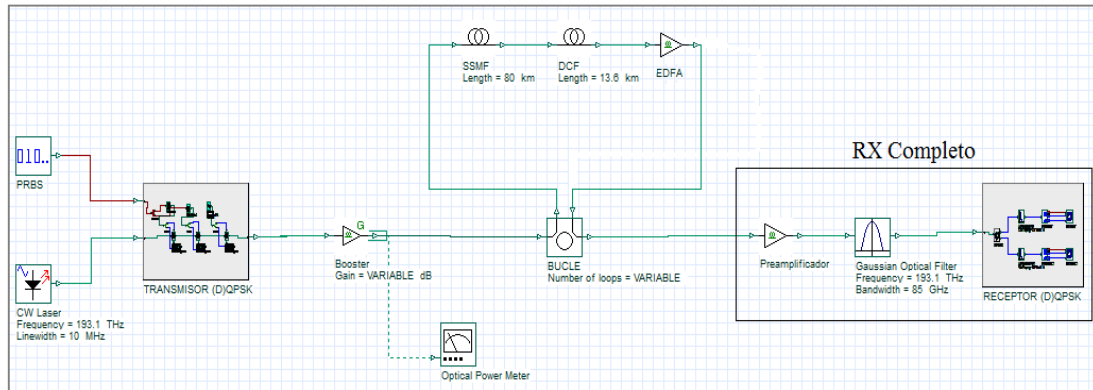 SSMF
Length = 80 km
DCF
Length = 13.6 km
EDFA
RX Completo
010..
PRBS
G
TRANSMISOR (D)QPSK
Booster
Gain = VARIABLE dB
BUCLE
Number of loops = VARIABLE
Preamplificador
Gaussian Optical Filter
Frequency = 193.1 THz
Bandwidth = 85 GHz
RECEPTOR (D)QPSK
CW Laser
Frequency = 193.1 THz
Linewidth = 10 MHz
Optical Power Meter